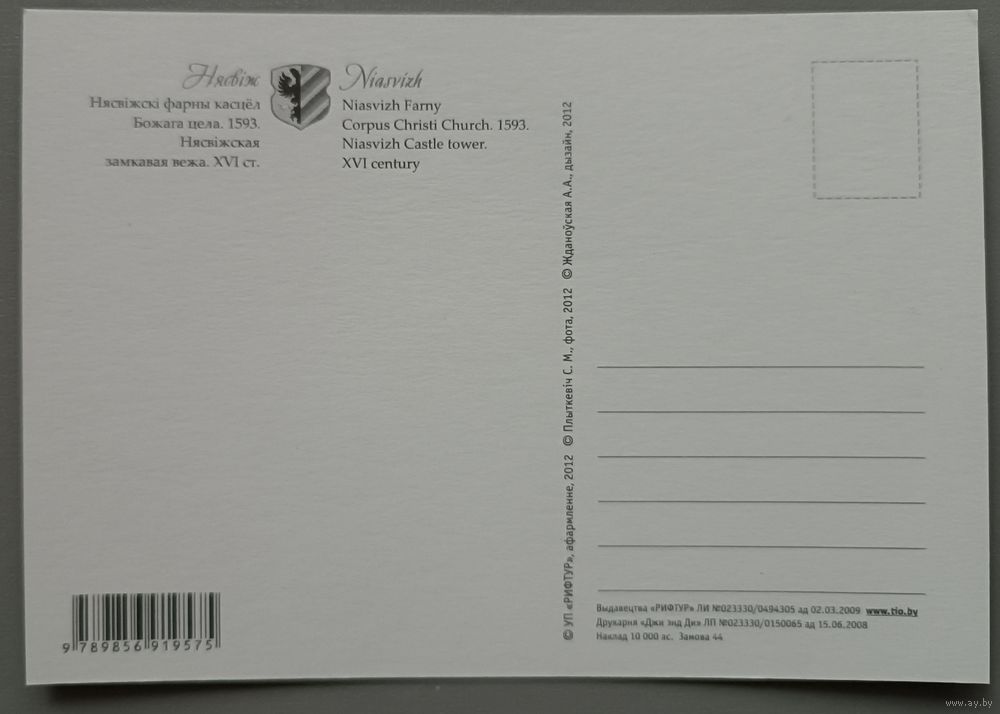 Нясвіж
Нясвіжскі фарны касцёл
Божага цела. 1593.
Нясвіжская
замкавая вежа. XVI ст.
Niasvizh
Niasvizh Farny
Corpus Christi Church. 1593.
Niasvizh Castle tower.
XVI century
© УП «РИФТУР», афармленне, 2012 © Плыткевіч С. М., фота, 2012 © Ждановўская А.А., дызайн, 2012
Выдавецтва «РИФТУР» ЛИ №023330/0494305 ад 02.03.2009 www.tio.by
Друкарня «Джи энд Ди» ЛП №023330/0150065 ад 15.06.2008
Наклад 10 000 ас. Замова 44
9 789856 919575
www.ay.by